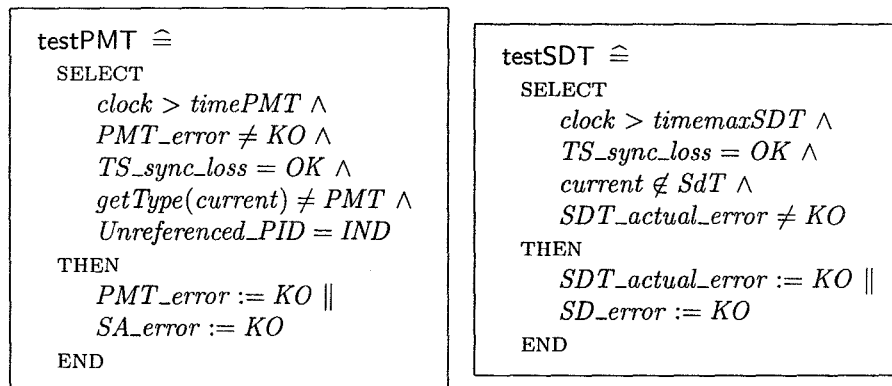 testPMT ≙
SELECT
clock > timePMT ∧
PMT_error ≠ KO ∧
TS_sync_loss = OK ∧
getType(current) ≠ PMT ∧
Unreferenced_PID = IND
THEN
PMT_error := KO ||
SA_error := KO
END
testSDT ≙
SELECT
clock > timemaxSDT ∧
TS_sync_loss = OK ∧
current ∉ SdT ∧
SDT_actual_error ≠ KO
THEN
SDT_actual_error := KO ||
SD_error := KO
END